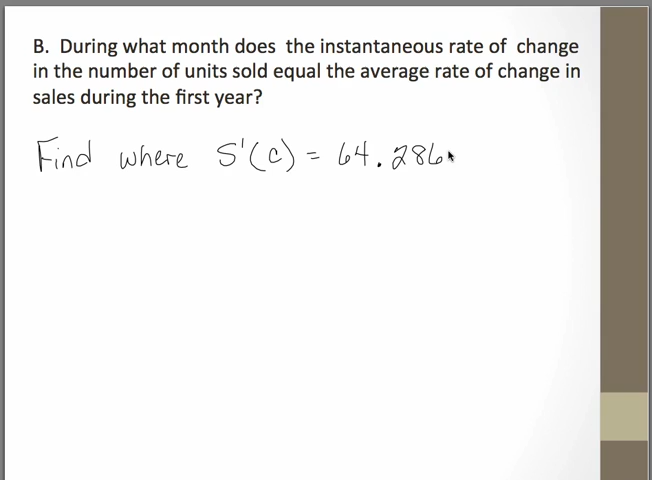 B. During what month does the instantaneous rate of change
in the number of units sold equal the average rate of change in
sales during the first year?
Find where S'(c) = 64.286